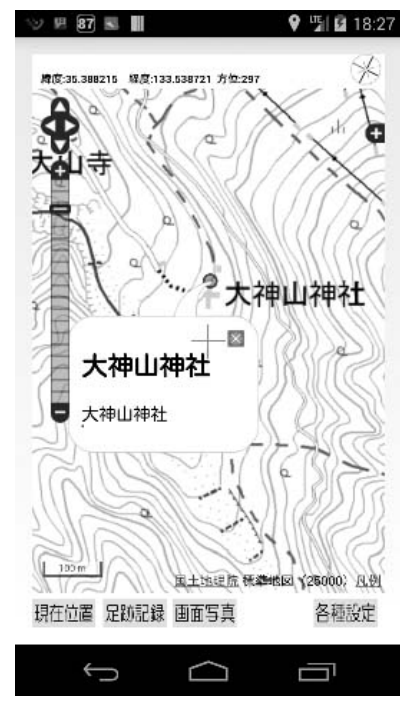 87 LTE 18:27
緯度:35.388215 経度:133.538721 方位:297
大山寺
大神山神社
大神山神社
大神山神社
100 m
国土地理院 標準地図 (25000) 凡例
現在位置 足跡記録 画面写真 各種設定